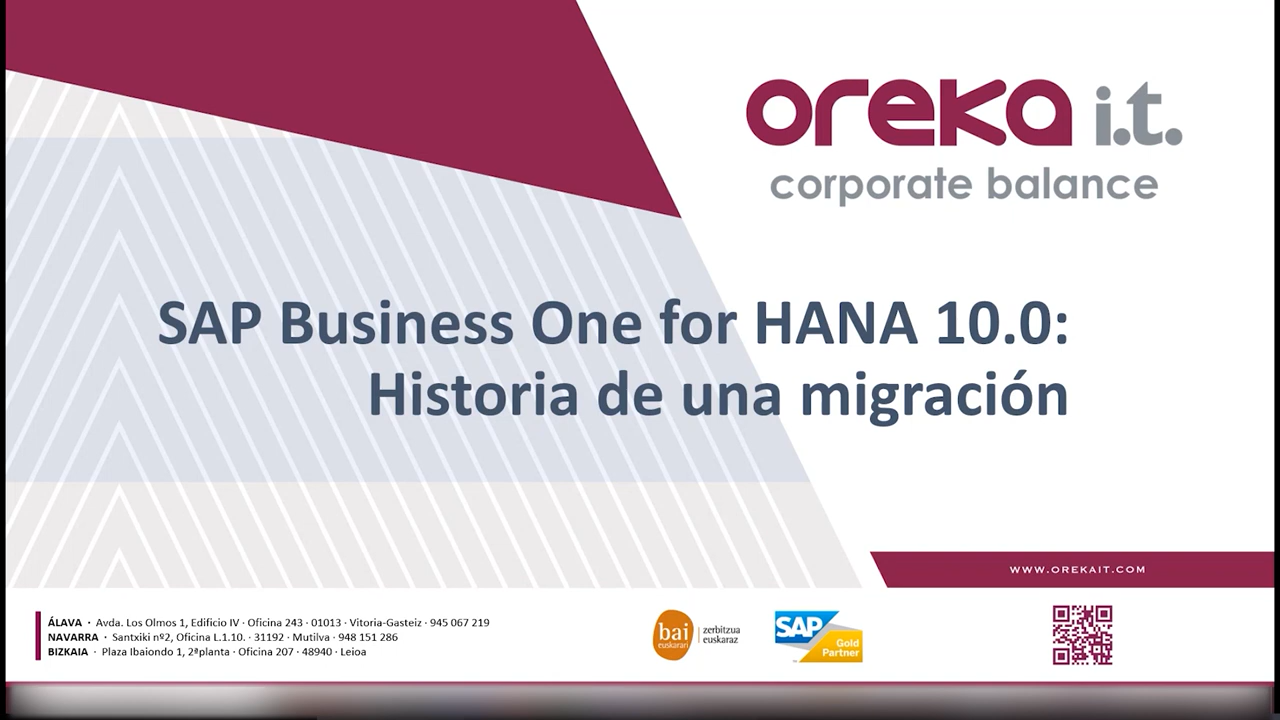 oreka i.t.
corporate balance
SAP Business One for HANA 10.0:
Historia de una migración
WWW.OREKAIT.COM
ÁLAVA · Avda. Los Olmos 1, Edificio IV · Oficina 243 · 01013 · Vitoria-Gasteiz · 945 067 219
NAVARRA · Santxiki nº2, Oficina L.1.10. · 31192 · Mutilva · 948 151 286
BIZKAIA · Plaza Ibaiondo 1, 2ªplanta · Oficina 207 · 48940 · Leioa
bai
euskarari
zerbitzua
euskaraz
SAP
Gold
Partner